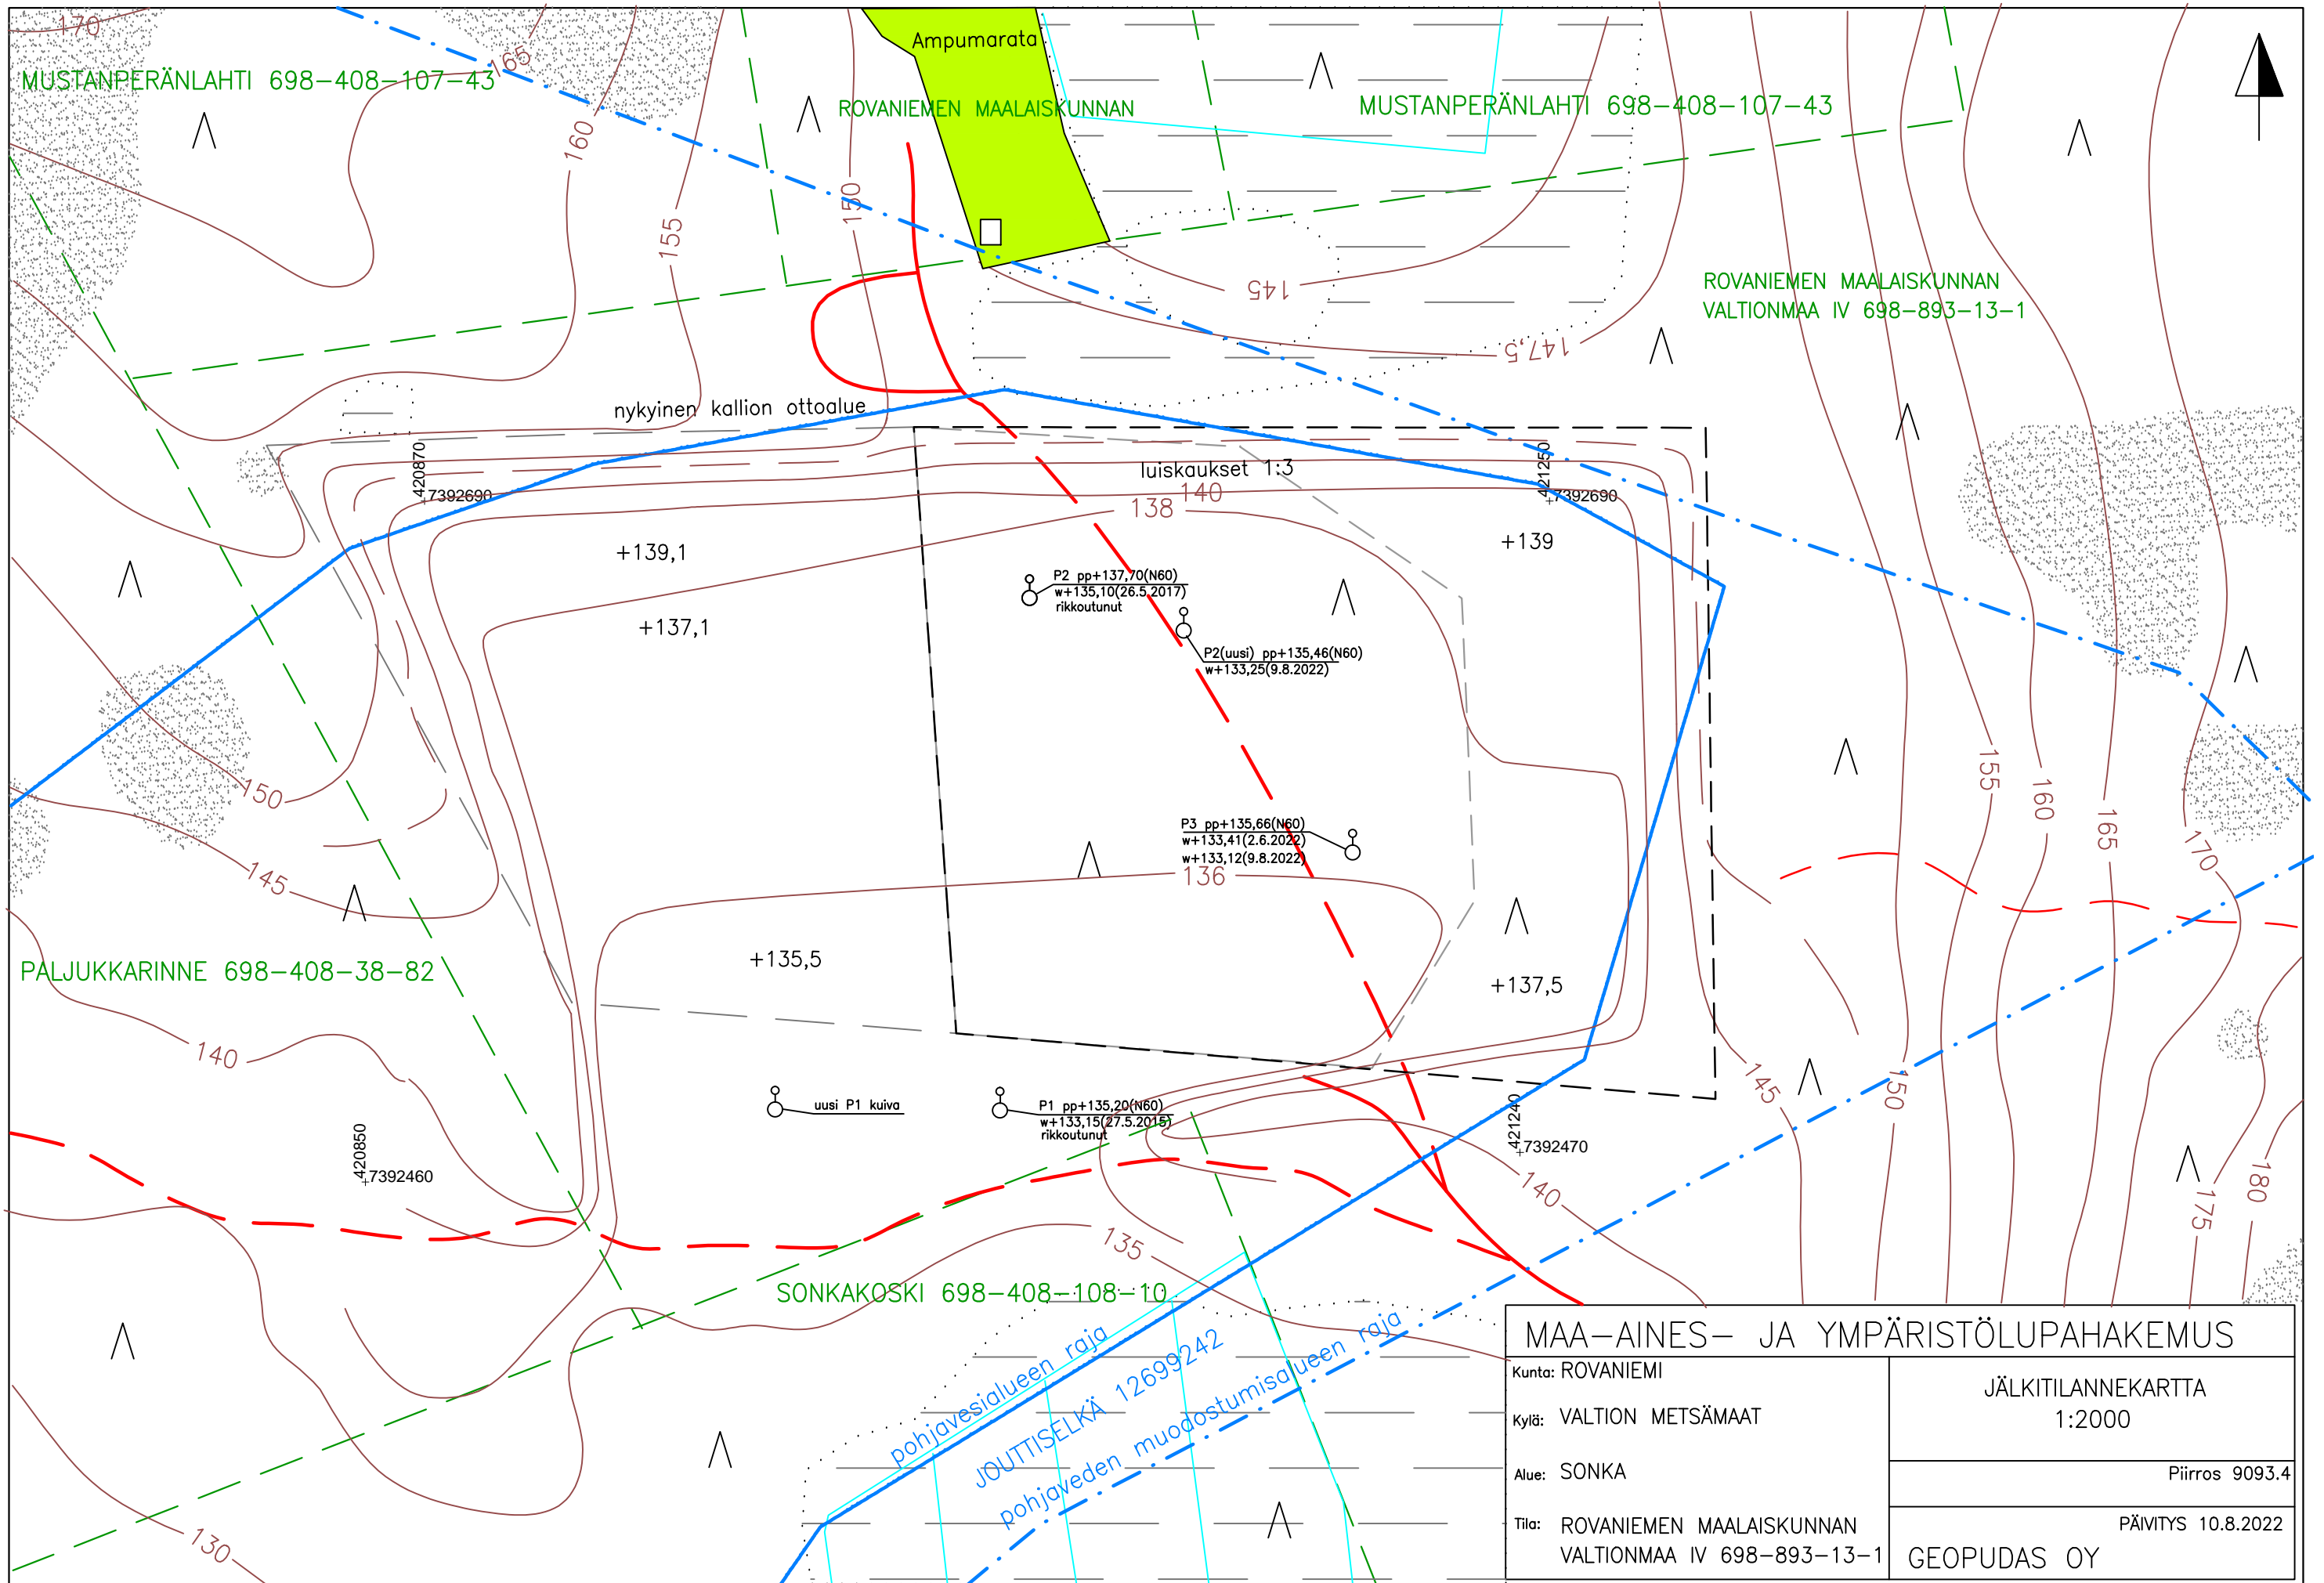 170
165
MUSTANPERÄNLAHTI 698-408-107-43
Ampumarata
ROVANIEMEN MAALAISKUNNAN
MUSTANPERÄNLAHTI 698-408-107-43
160
155
150
145
147,5
ROVANIEMEN MAALAISKUNNAN
VALTIONMAA IV 698-893-13-1
nykyinen kallion ottoalue
luiskaukset 1:3
420870
+7392690
421250
+7392690
140
138
+139,1
+139
+137,1
P2 pp+137,70(N60)
w+135,10(26.5.2017)
rikkoutunut
P2(uusi) pp+135,46(N60)
w+133,25(9.8.2022)
P3 pp+135,66(N60)
w+133,41(2.6.2022)
w+133,12(9.8.2022)
136
150
145
155
160
165
170
PALJUKKARINNE 698-408-38-82
+135,5
+137,5
140
145
150
175
180
uusi P1 kuiva
P1 pp+135,20(N60)
w+133,15(27.5.2015)
rikkoutunut
420850
+7392460
421240
+7392470
140
135
SONKAKOSKI 698-408-108-10
130
pohjavesialueen raja
JOUTTISELKÄ 12699242
pohjaveden muodostumisalueen raja
MAA-AINES- JA YMPÄRISTÖLUPAHAKEMUS
Kunta: ROVANIEMI
Kylä: VALTION METSÄMAAT
Alue: SONKA
Tila: ROVANIEMEN MAALAISKUNNAN
VALTIONMAA IV 698-893-13-1
JÄLKITILANNEKARTTA
1:2000
Piirros 9093.4
PÄIVITYS 10.8.2022
GEOPUDAS OY